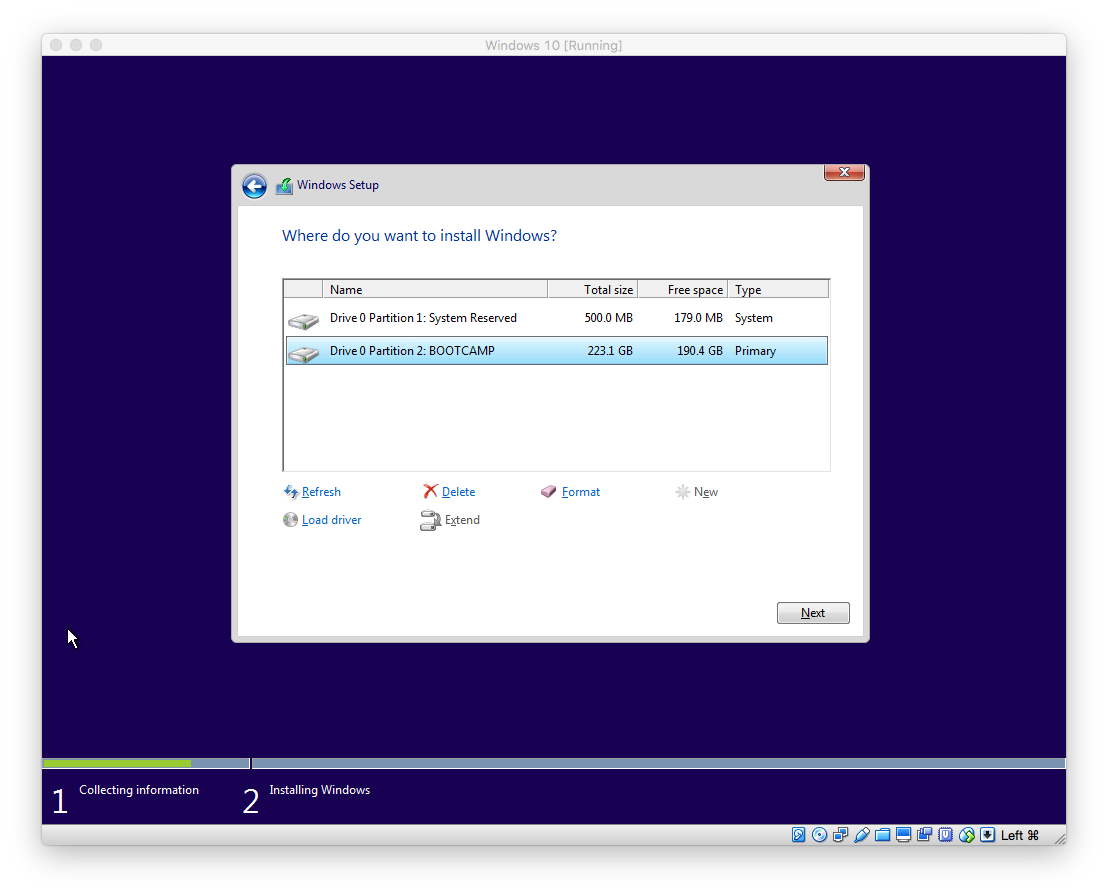 Windows 10 [Running]
Windows Setup
Where do you want to install Windows?
Name Total size Free space Type
Drive 0 Partition 1: System Reserved 500.0 MB 179.0 MB System
Drive 0 Partition 2: BOOTCAMP 223.1 GB 190.4 GB Primary
Refresh Delete Format New
Load driver Extend
Next
1 Collecting information 2 Installing Windows
Left ⌘